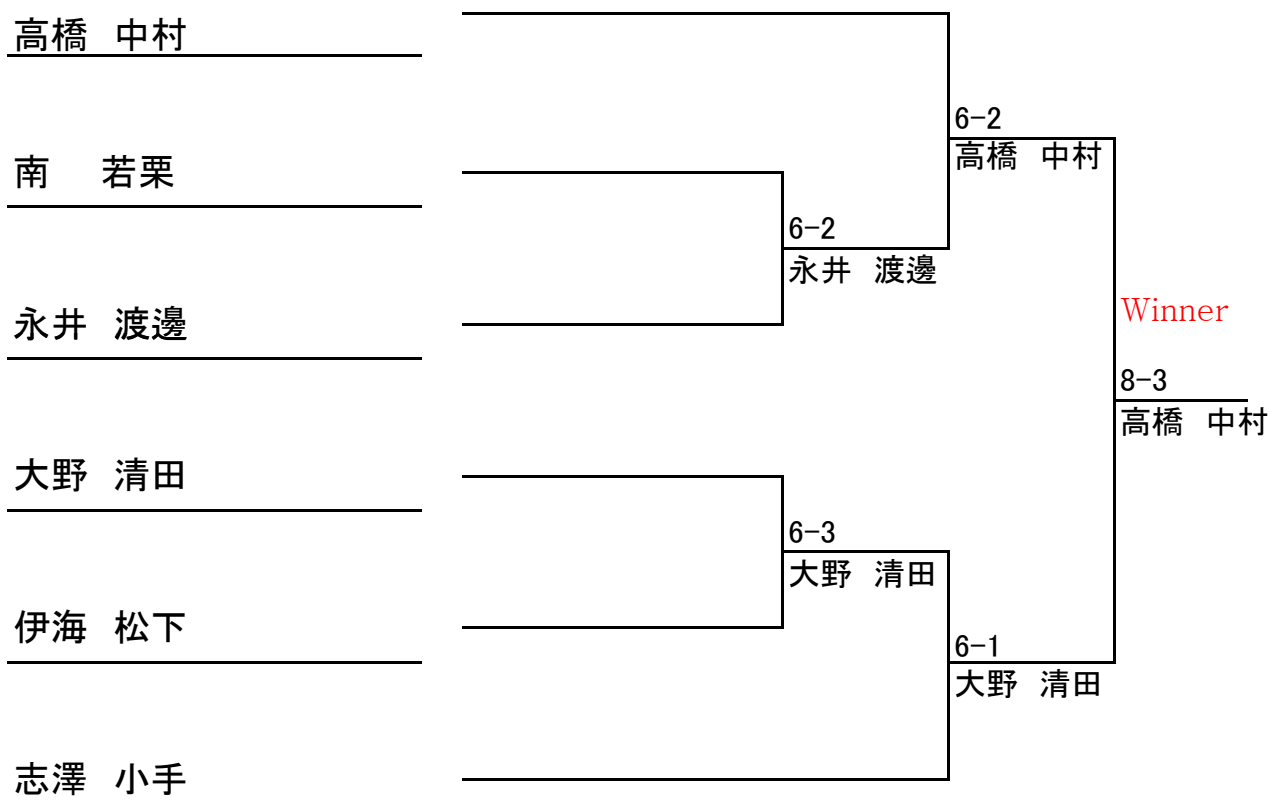 高橋 中村
6-2
高橋 中村
南 若栗
6-2
永井 渡邊
永井 渡邊
Winner
8-3
高橋 中村
大野 清田
6-3
大野 清田
伊海 松下
6-1
大野 清田
志澤 小手